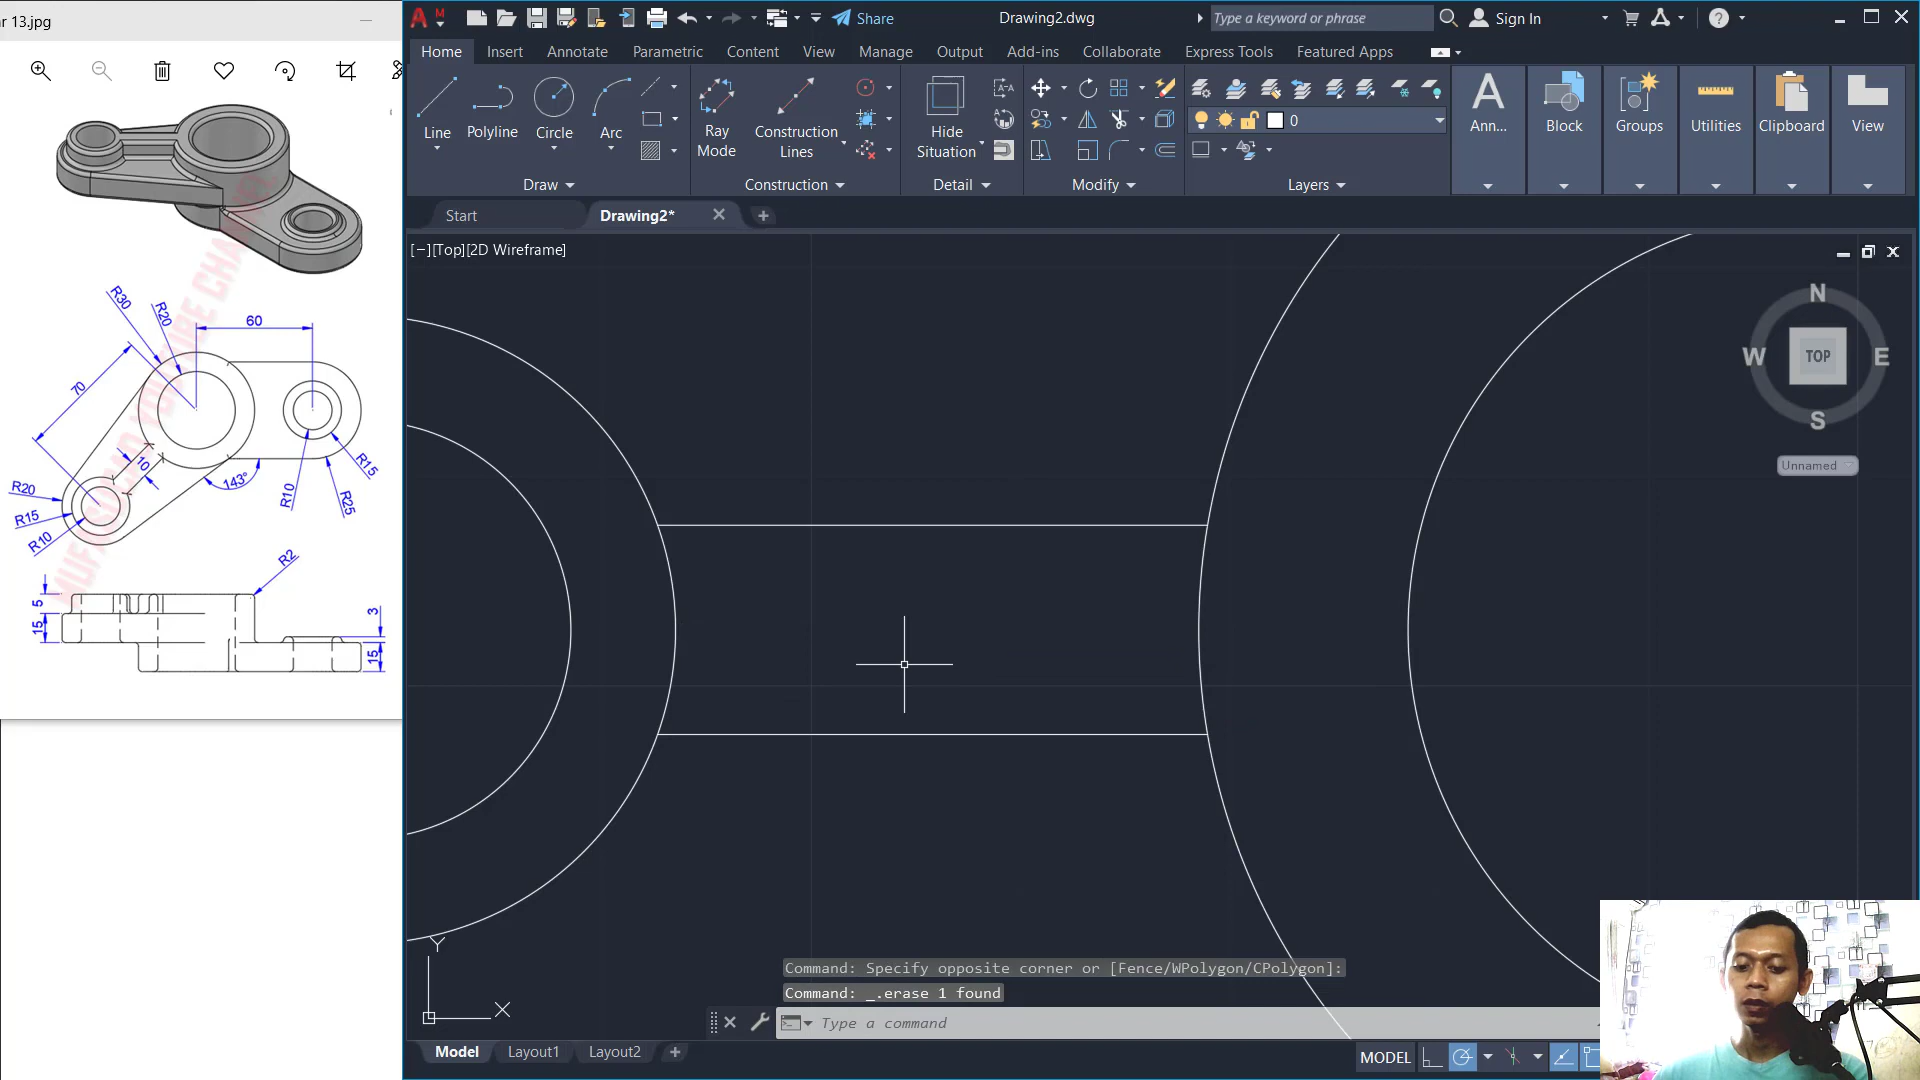 ar 13.jpg
M
Share
Drawing2.dwg
Type a keyword or phrase
Sign In
Home
Insert
Annotate
Parametric
Content
View
Manage
Output
Add-ins
Collaborate
Express Tools
Featured Apps
Line
Polyline
Circle
Arc
Ray
Mode
Construction
Lines
Hide
Situation
0
Ann...
Block
Groups
Utilities
Clipboard
View
Draw
Construction
Detail
Modify
Layers
Start
Drawing2*
[−][Top][2D Wireframe]
N
W
TOP
E
S
Unnamed
R30
R20
60
70
10
143°
R20
R15
R10
R10
R15
R25
R2
5
15
3
15
MUFASUCAD YOUTUBE CHANNEL
Y
X
Command: Specify opposite corner or [Fence/WPolygon/CPolygon]:
Command: _.erase 1 found
Type a command
Model
Layout1
Layout2
MODEL